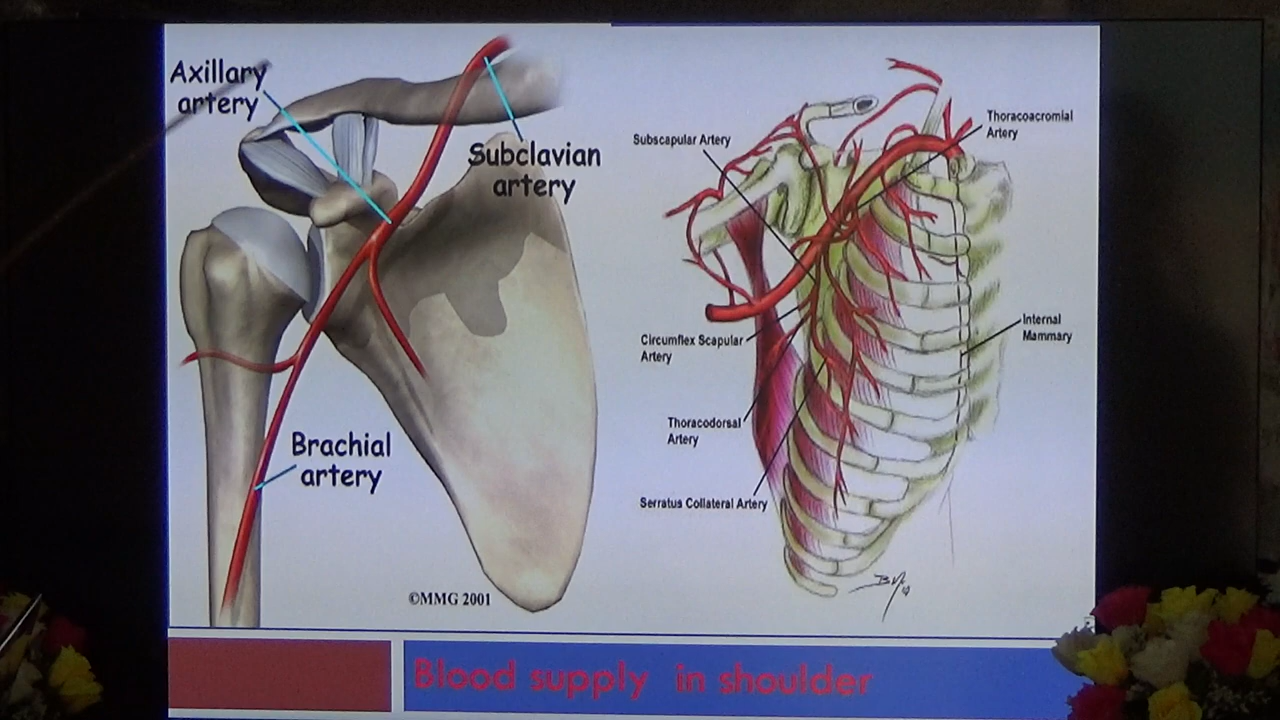 Axillary
artery
Subclavian
artery
Brachial
artery
©MMG 2001
Subscapular Artery
Thoracoacromial
Artery
Circumflex Scapular
Artery
Internal
Mammary
Thoracodorsal
Artery
Serratus Collateral Artery
Blood supply in shoulder